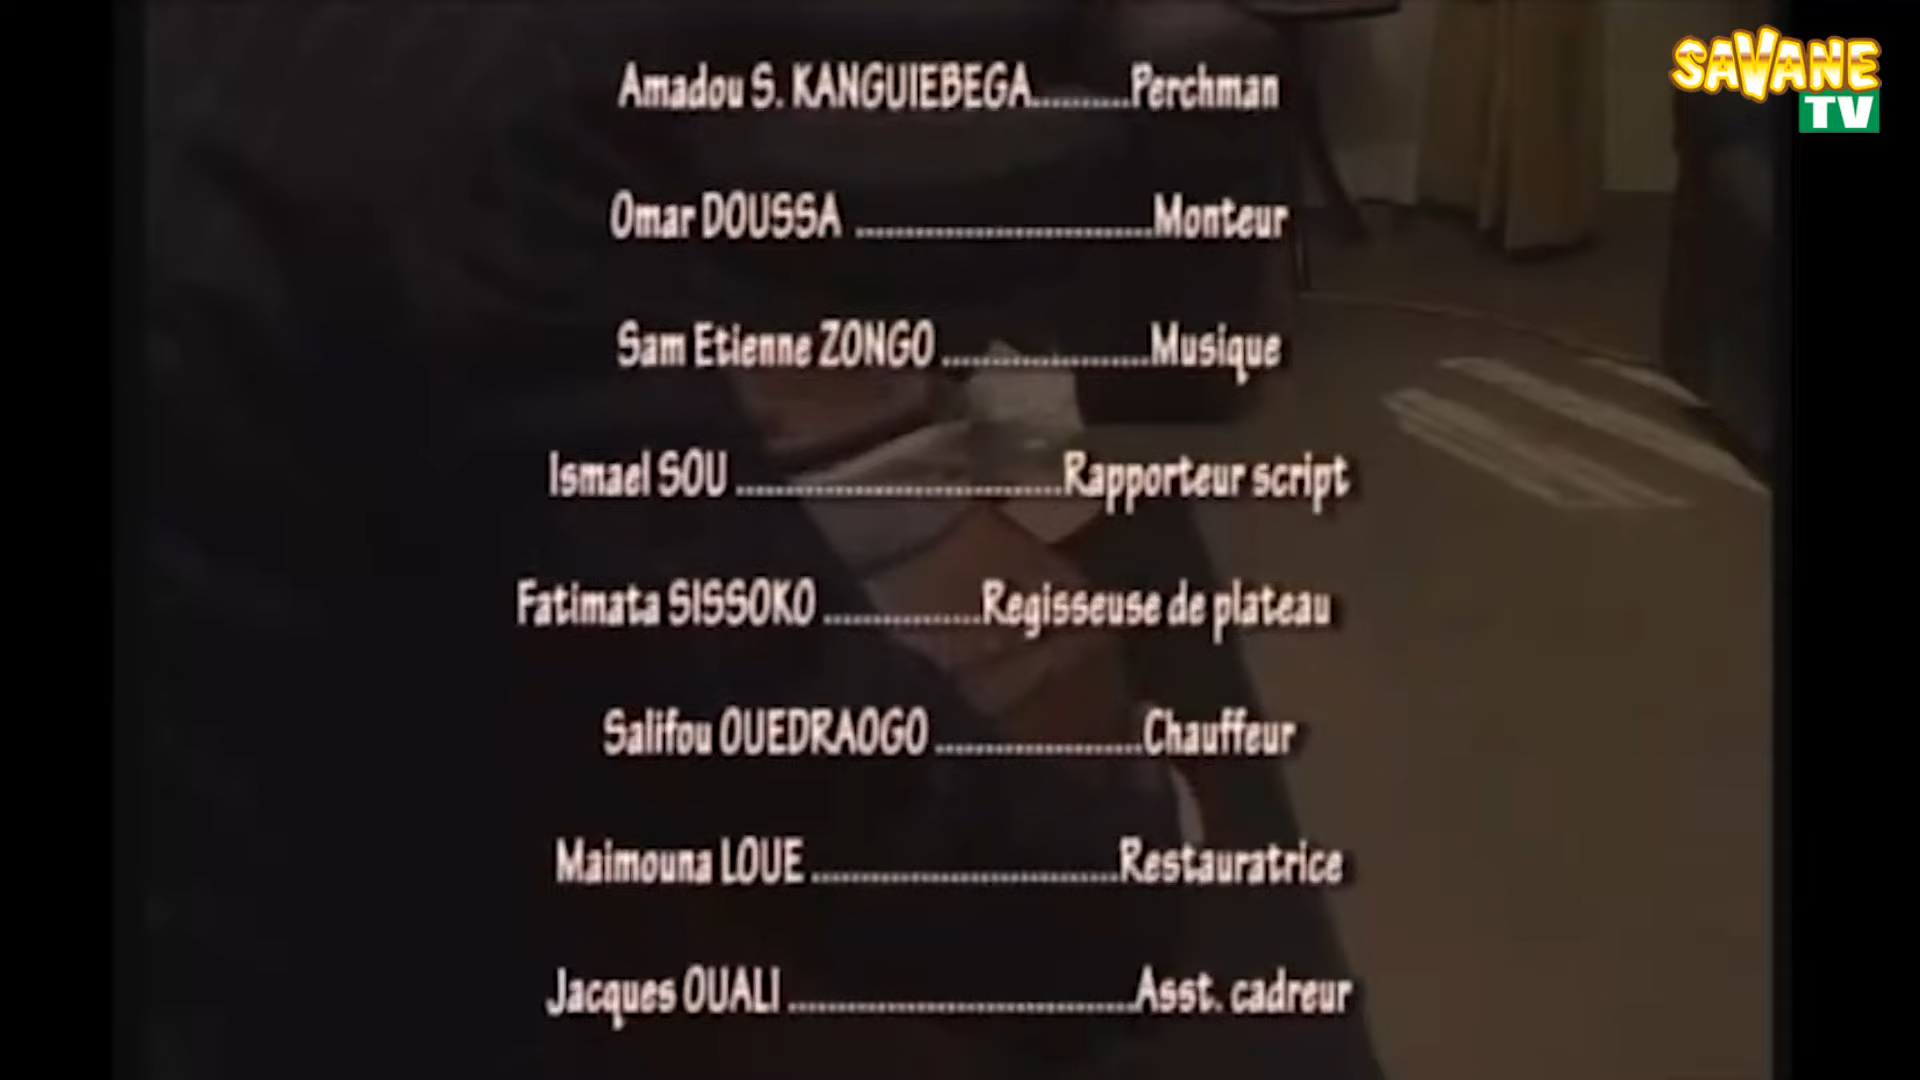 SAVANE
TV
Amadou S. KANGUIEBEGA..........Perchman
Omar DOUSSA ..............................Monteur
Sam Etienne ZONGO .....................Musique
Ismael SOU .................................Rapporteur script
Fatimata SISSOKO ................Regisseuse de plateau
Salifou OUEDRAOGO .....................Chauffeur
Maimouna LOUE ...............................Restauratrice
Jacques OUALI ...................................Asst. cadreur